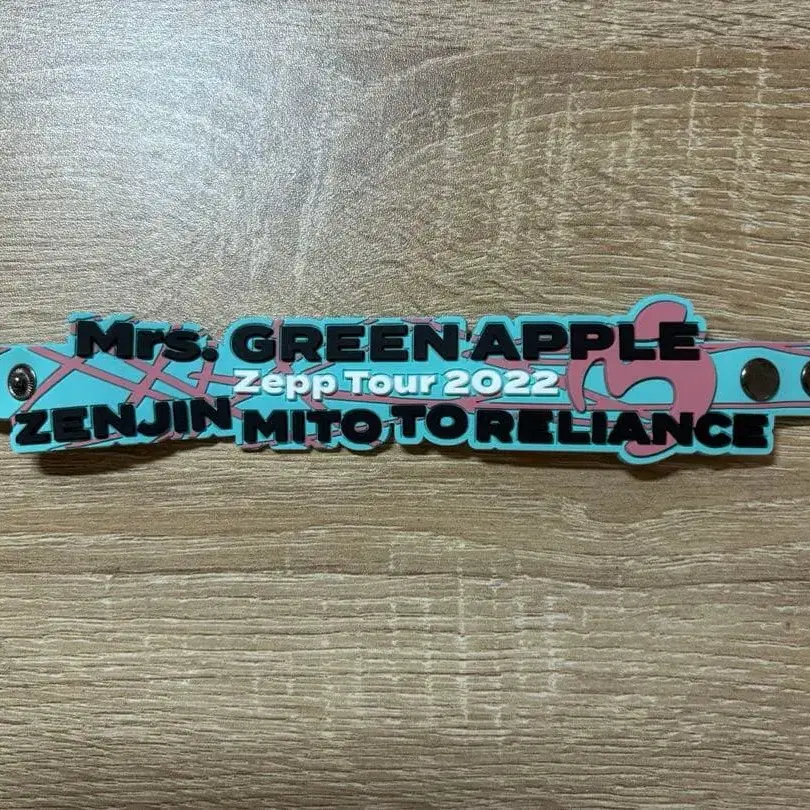 Mrs. GREEN APPLE
Zepp Tour 2022
ZENJIN MITO TO RELIANCE